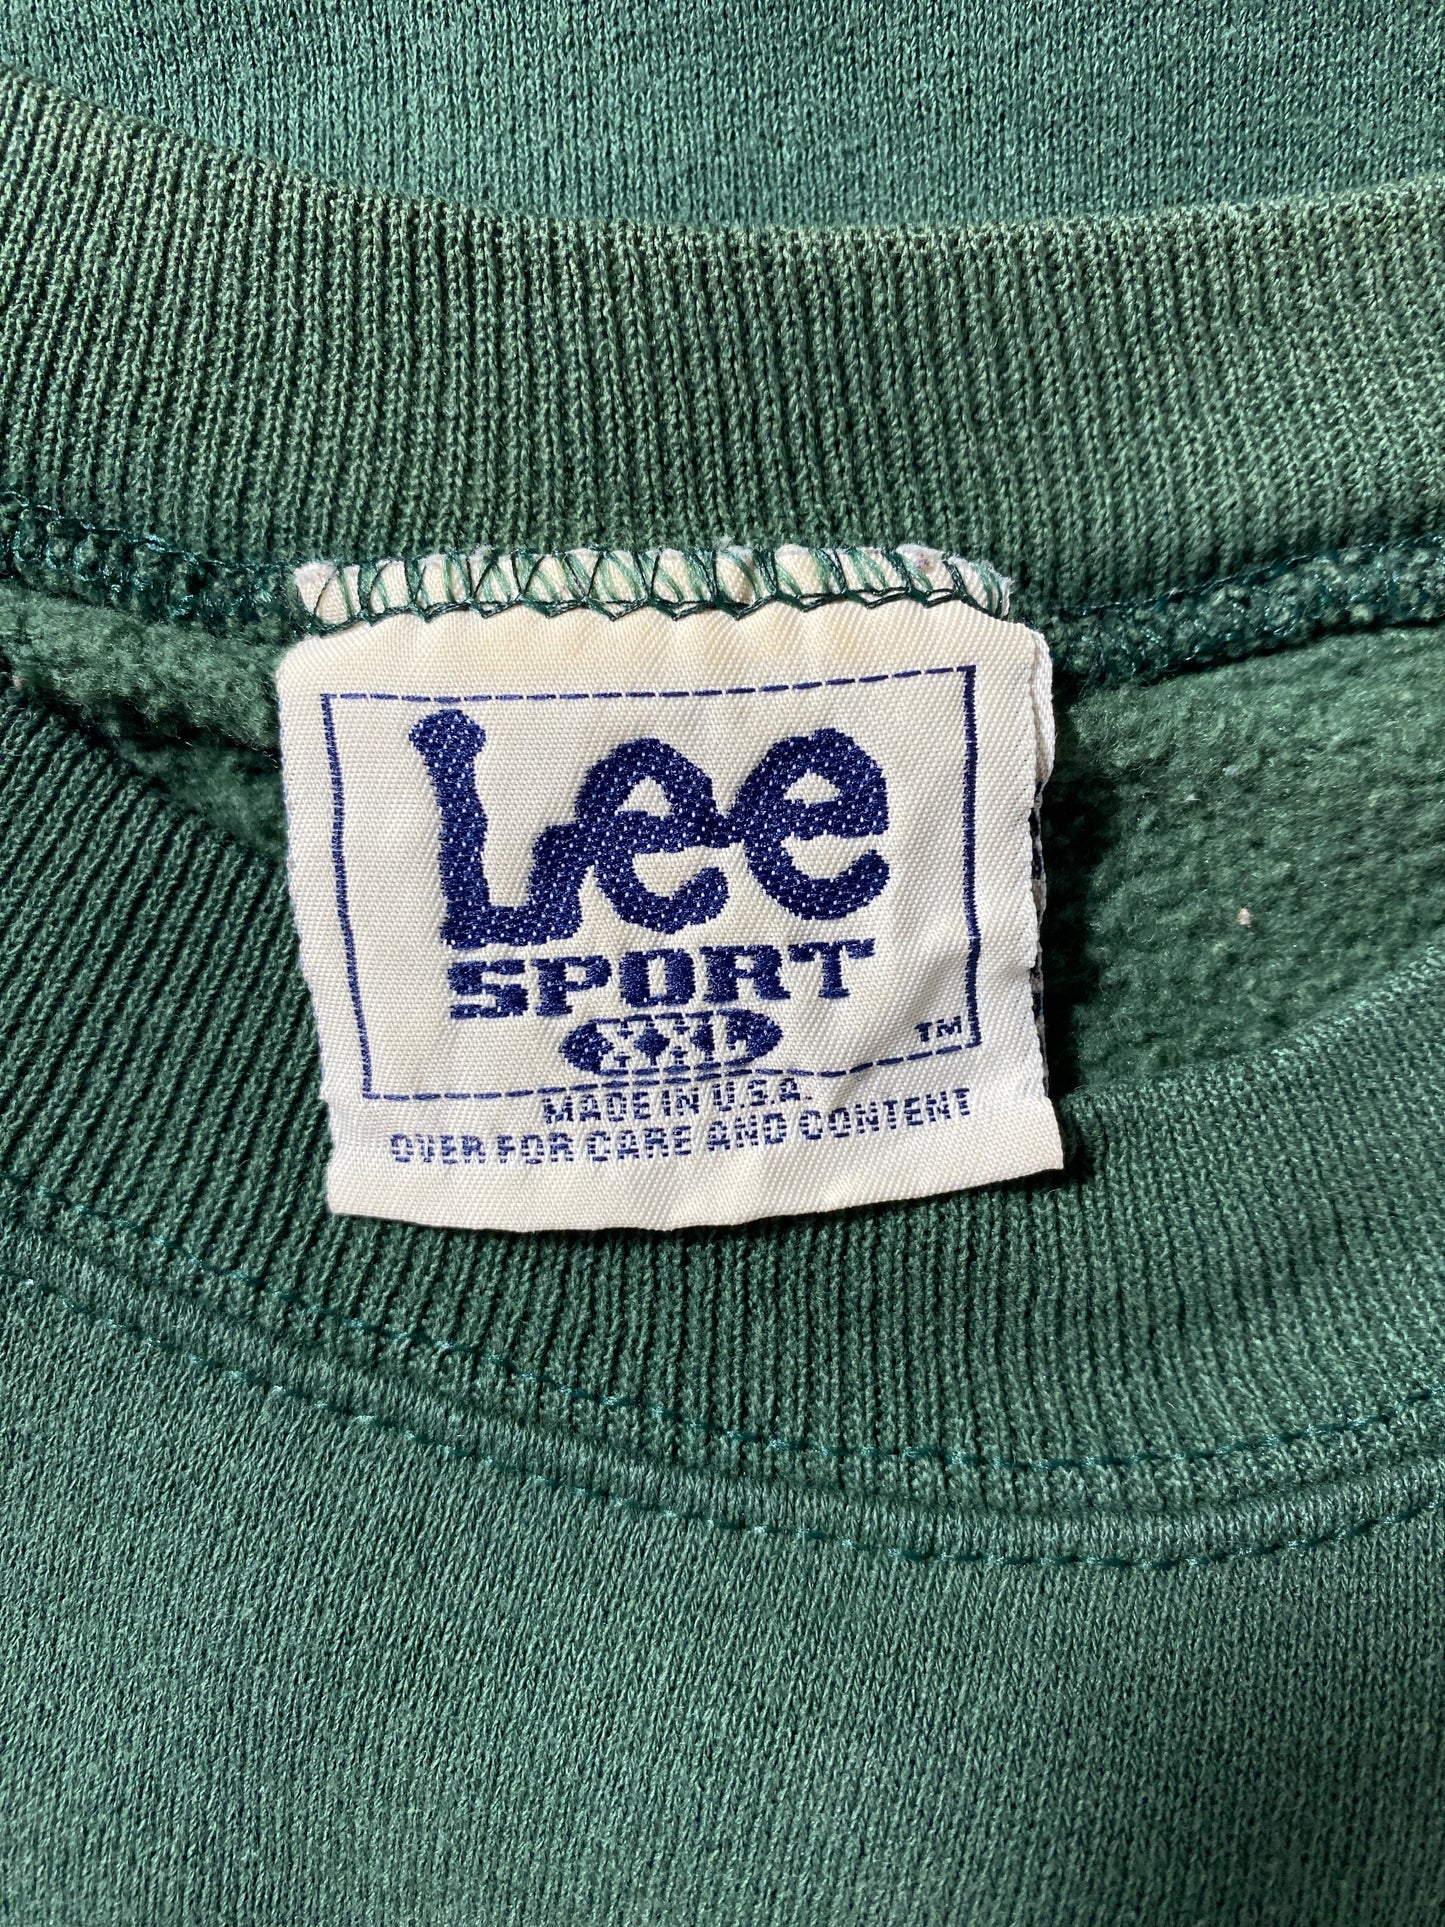 Lee
SPORT
XXL
TM
MADE IN U.S.A.
OVER FOR CARE AND CONTENT